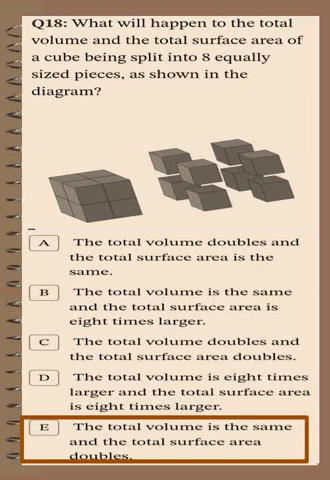 Q18: What will happen to the total
volume and the total surface area of
a cube being split into 8 equally
sized pieces, as shown in the
diagram?
A The total volume doubles and
the total surface area is the
same.
B The total volume is the same
and the total surface area is
eight times larger.
C The total volume doubles and
the total surface area doubles.
D The total volume is eight times
larger and the total surface area
is eight times larger.
E The total volume is the same
and the total surface area
doubles.